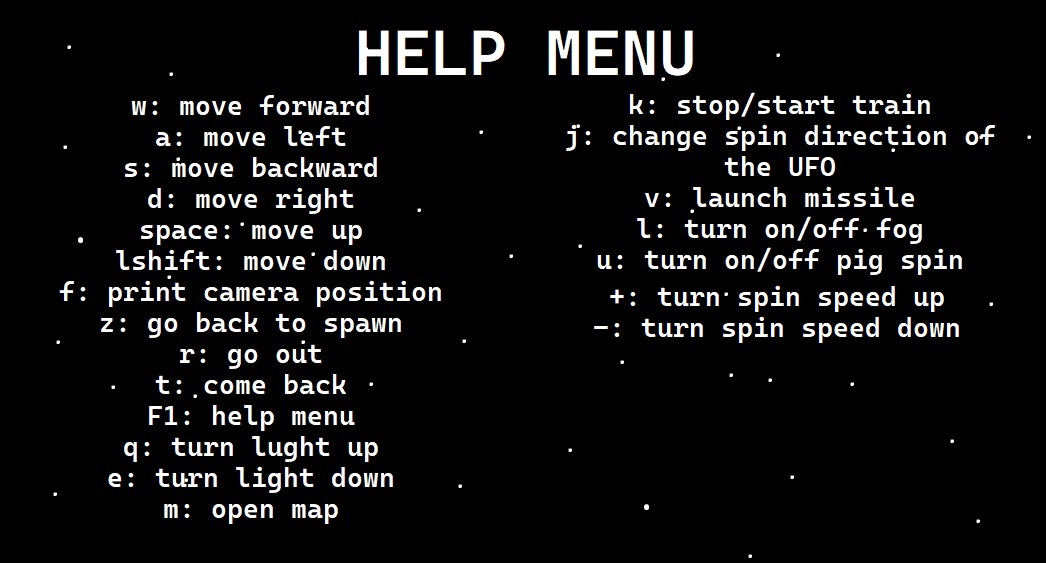 HELP MENU
w: move forward
a: move left
s: move backward
d: move right
space: move up
lshift: move down
f: print camera position
z: go back to spawn
r: go out
t: come back
F1: help menu
q: turn lught up
e: turn light down
m: open map
k: stop/start train
j: change spin direction of
the UFO
v: launch missile
l: turn on/off fog
u: turn on/off pig spin
+: turn spin speed up
-: turn spin speed down